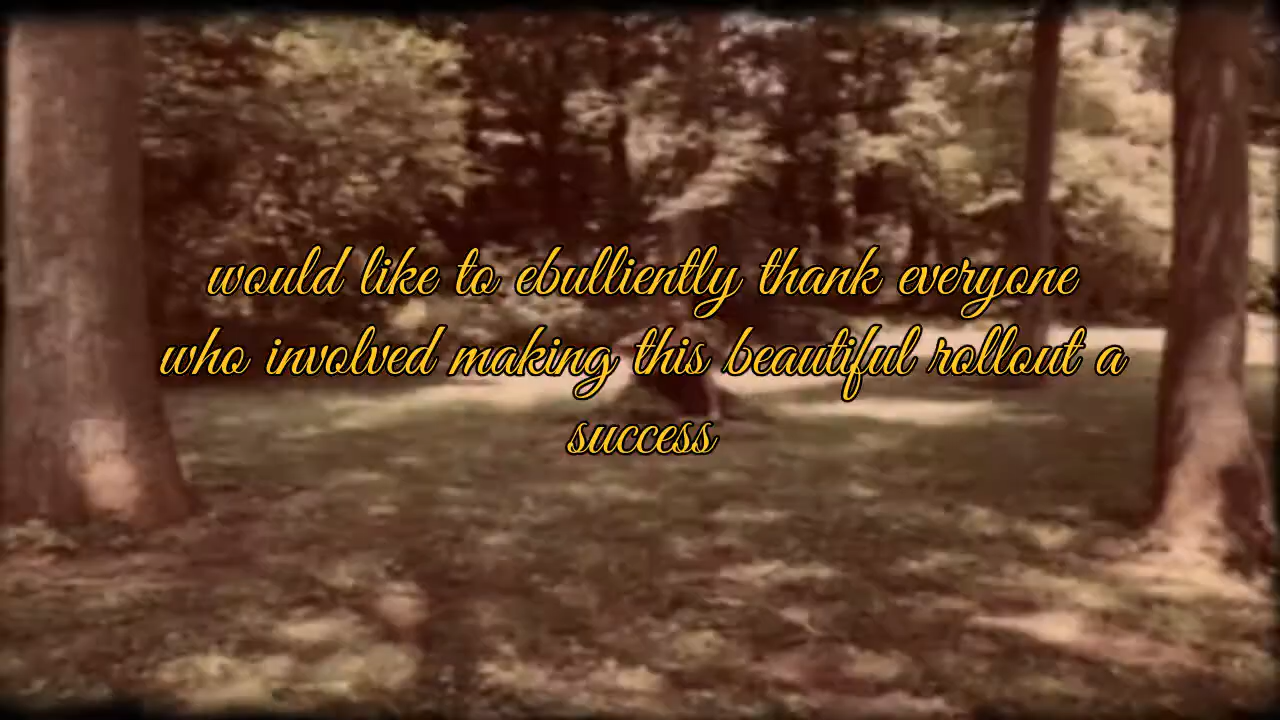 would like to ebulliently thank everyone
who involved making this beautiful rollout a
success